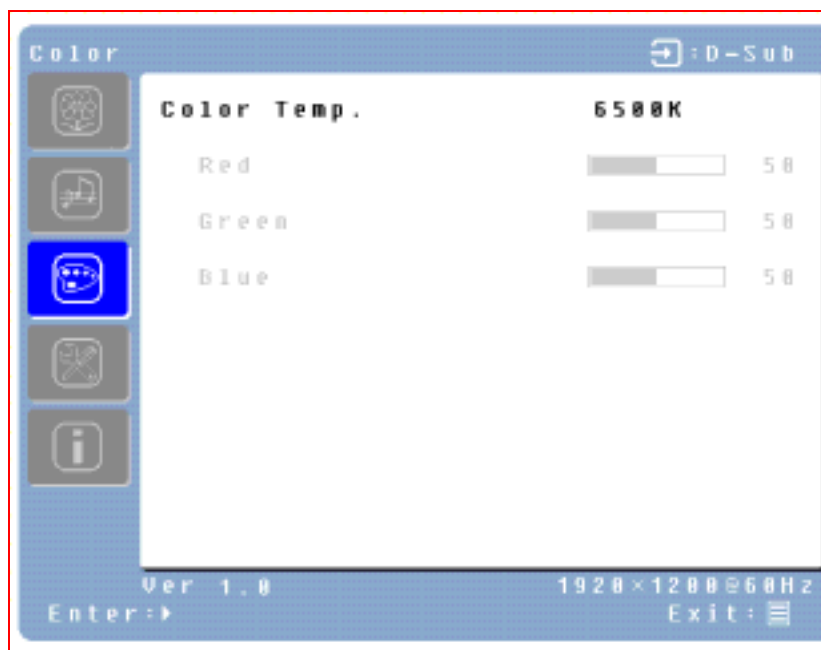 Color :D-Sub
Color Temp. 6500K
Red 50
Green 50
Blue 50
Ver 1.0 1920×1200@60Hz
Enter: Exit: